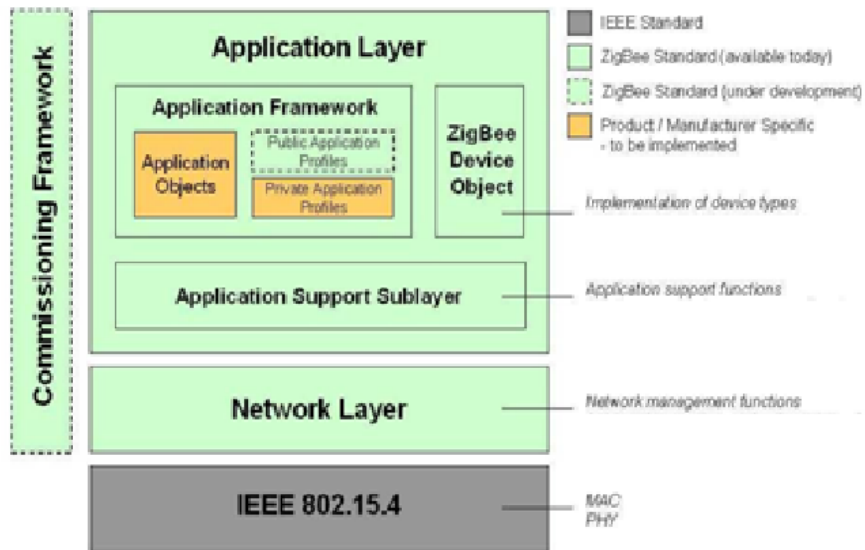 Commissioning Framework
Application Layer
Application Framework
Application
Objects
Public Application
Profiles
Private Application
Profiles
ZigBee
Device
Object
Application Support Sublayer
Network Layer
IEEE 802.15.4
IEEE Standard
ZigBee Standard (available today)
ZigBee Standard (under development)
Product / Manufacturer Specific
- to be implemented
Implementation of device types
Application support functions
Network management functions
MAC
PHY